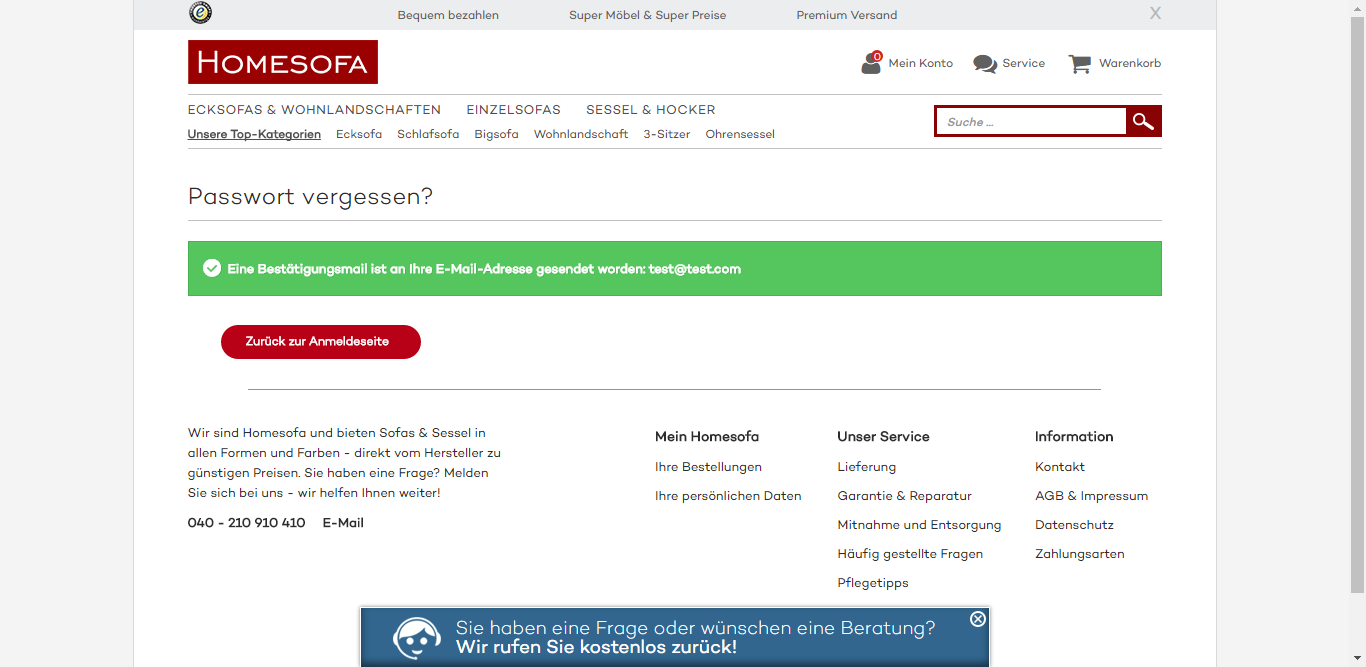 Bequem bezahlen Super Möbel & Super Preise Premium Versand X
HOMESOFA
0 Mein Konto Service Warenkorb
ECKSOFAS & WOHNLANDSCHAFTEN EINZELSOFAS SESSEL & HOCKER
Unsere Top-Kategorien Ecksofa Schlafsofa Bigsofa Wohnlandschaft 3-Sitzer Ohrensessel
Suche ...
Passwort vergessen?
Eine Bestätigungsmail ist an Ihre E-Mail-Adresse gesendet worden: test@test.com
Zurück zur Anmeldeseite
Wir sind Homesofa und bieten Sofas & Sessel in
allen Formen und Farben - direkt vom Hersteller zu
günstigen Preisen. Sie haben eine Frage? Melden
Sie sich bei uns - wir helfen Ihnen weiter!
040 - 210 910 410 E-Mail
Mein Homesofa
Ihre Bestellungen
Ihre persönlichen Daten
Unser Service
Lieferung
Garantie & Reparatur
Mitnahme und Entsorgung
Häufig gestellte Fragen
Pflegetipps
Information
Kontakt
AGB & Impressum
Datenschutz
Zahlungsarten
Sie haben eine Frage oder wünschen eine Beratung?
Wir rufen Sie kostenlos zurück!